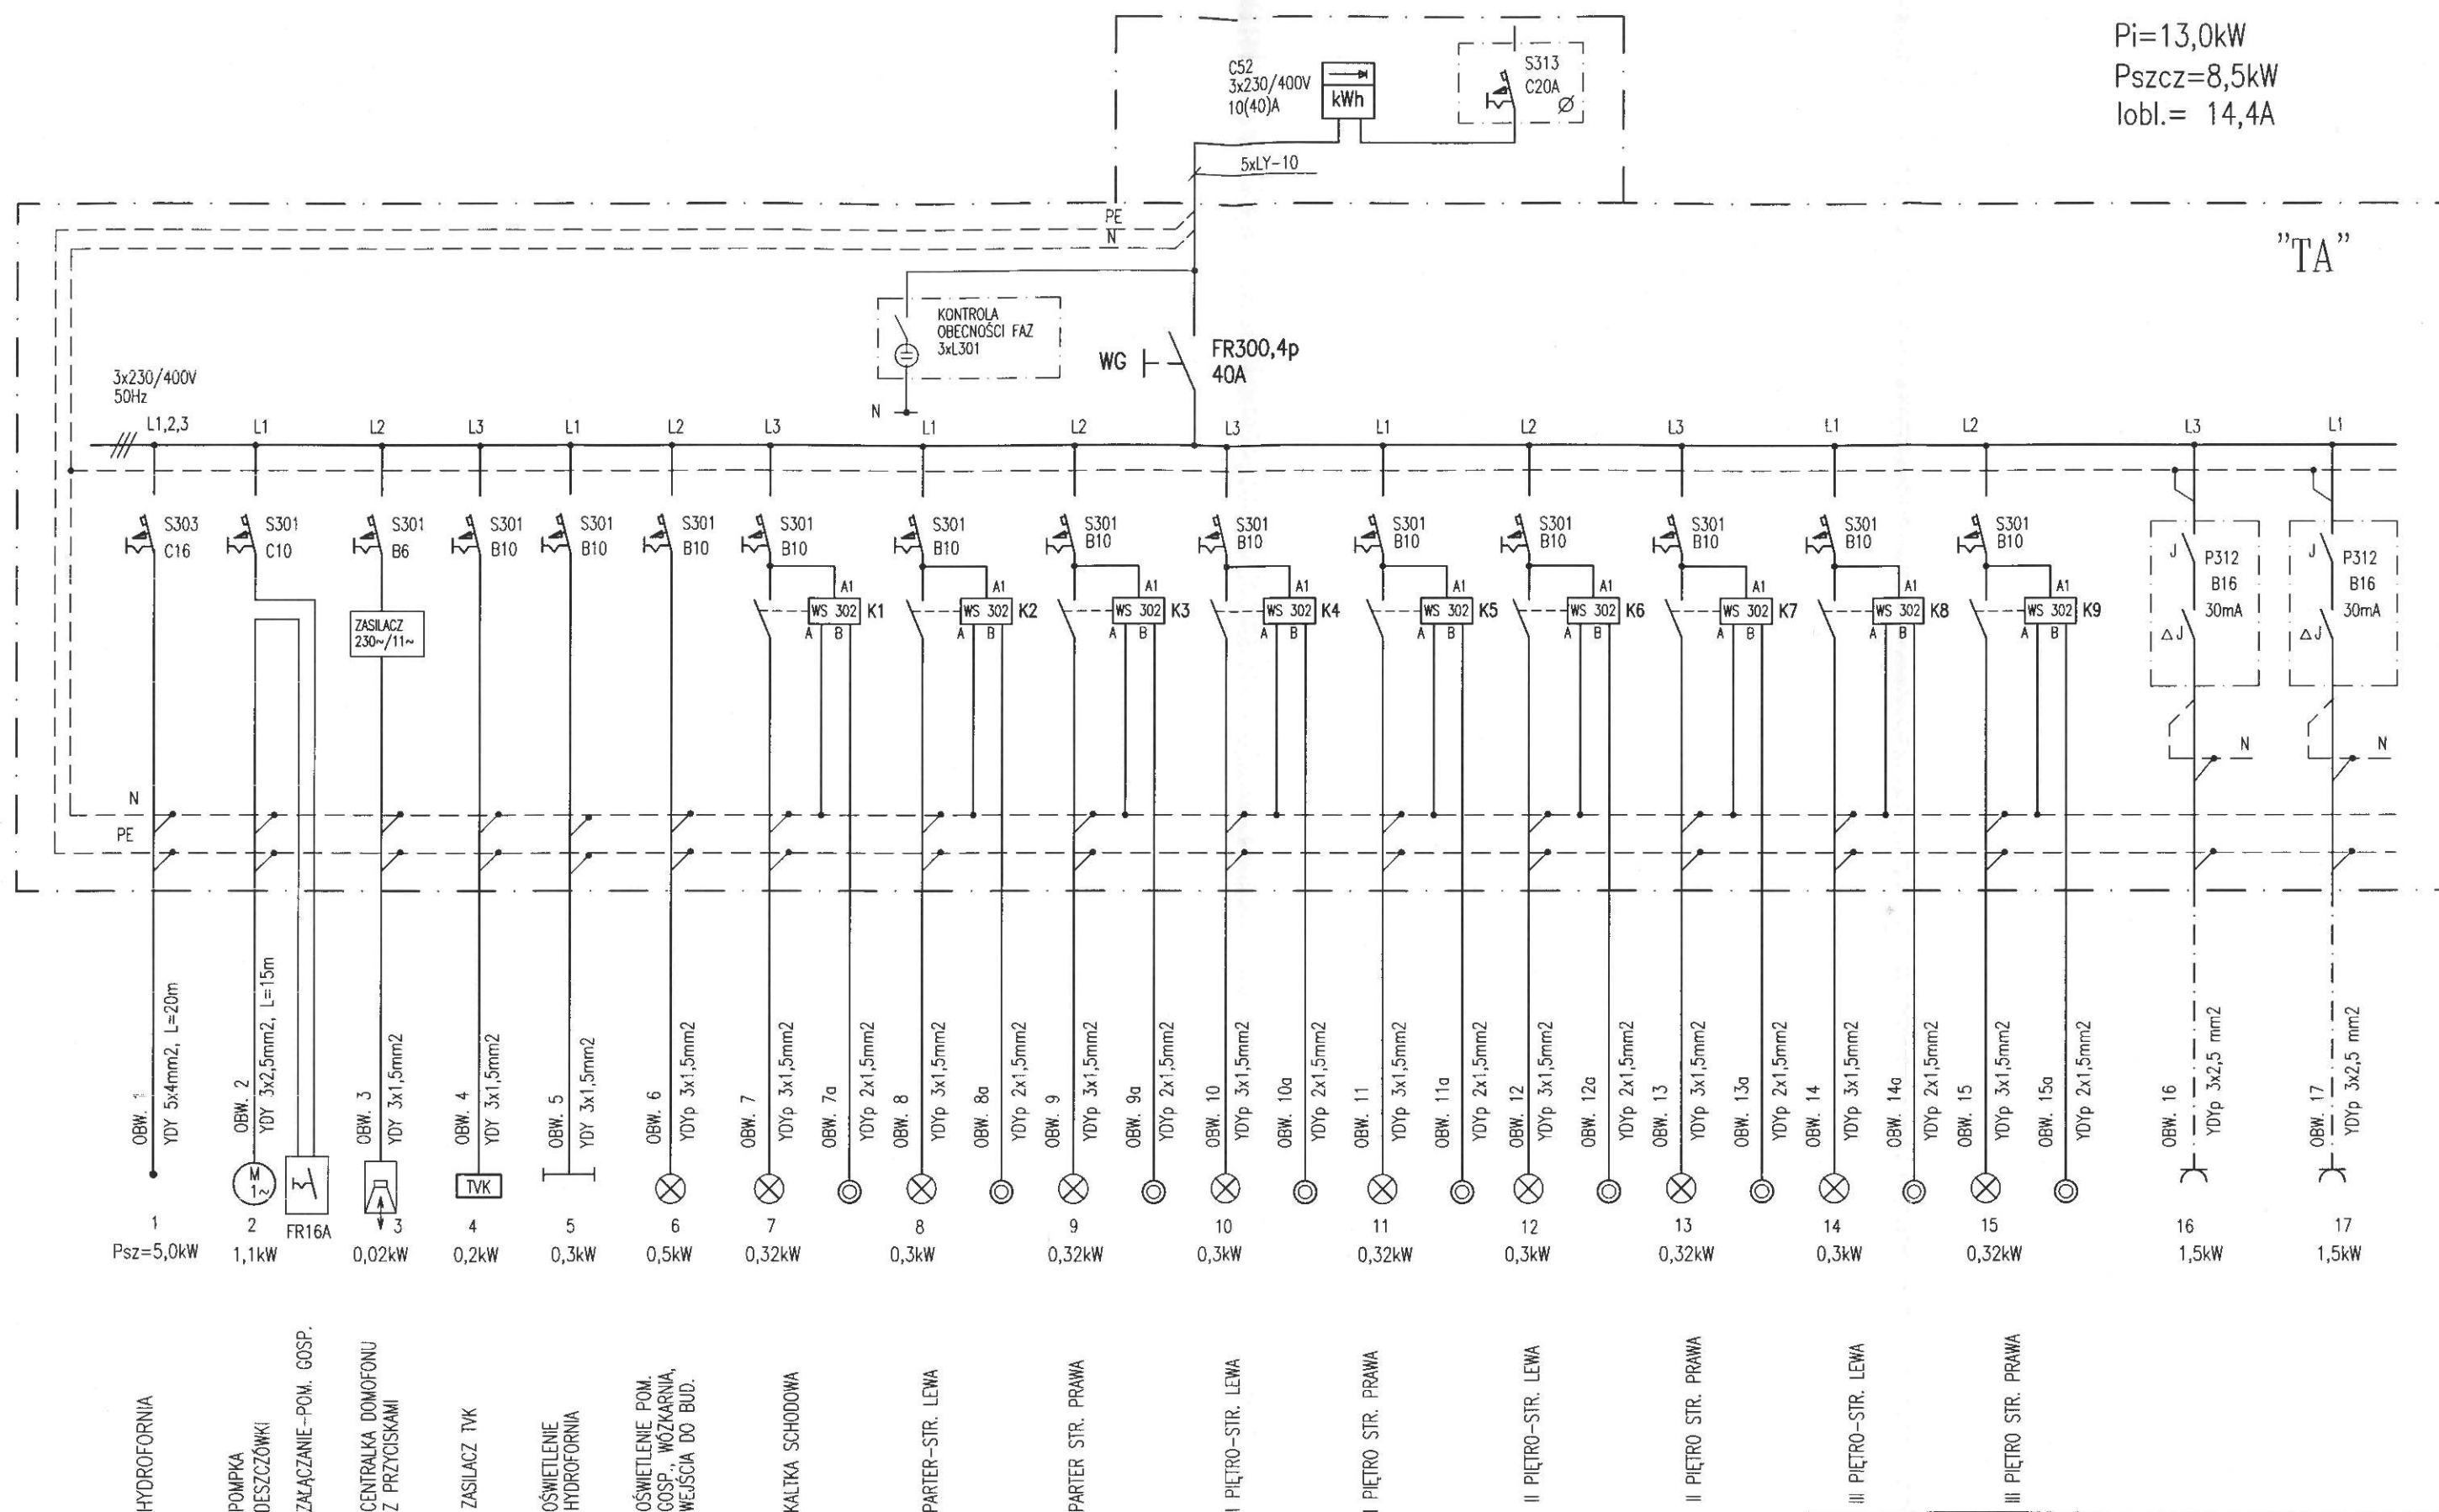 Pi=13,0kW
Pszcz=8,5kW
Iobl.= 14,4A
C52
3x230/400V
10(40)A
kWh
S313
C20A
5xLY-10
PE
N
"TA"
KONTROLA
OBECNOŚCI FAZ
3xL301
N
WG
FR300,4p
40A
3x230/400V
50Hz
L1,2,3 L1 L2 L3 L1 L2 L3 L1 L2 L3 L1 L2 L3 L1 L2 L3 L1
S303
C16
S301
C10
S301
B6
S301
B10
S301
B10
S301
B10
S301
B10
S301
B10
S301
B10
S301
B10
S301
B10
S301
B10
S301
B10
S301
B10
S301
B10
J
P312
B16
30mA
ΔJ
J
P312
B16
30mA
ΔJ
ZASILACZ
230~/11~
A1
WS 302 K1
A B
A1
WS 302 K2
A B
A1
WS 302 K3
A B
A1
WS 302 K4
A B
A1
WS 302 K5
A B
A1
WS 302 K6
A B
A1
WS 302 K7
A B
A1
WS 302 K8
A B
A1
WS 302 K9
A B
N
N
N
PE
OBW. 1
YDY 5x4mm2, L=20m
OBW. 2
YDY 3x2,5mm2, L=15m
OBW. 3
YDY 3x1,5mm2
OBW. 4
YDY 3x1,5mm2
OBW. 5
YDY 3x1,5mm2
OBW. 6
YDYp 3x1,5mm2
OBW. 7
YDYp 3x1,5mm2
OBW. 7a
YDYp 2x1,5mm2
OBW. 8
YDYp 3x1,5mm2
OBW. 8a
YDYp 2x1,5mm2
OBW. 9
YDYp 3x1,5mm2
OBW. 9a
YDYp 2x1,5mm2
OBW. 10
YDYp 3x1,5mm2
OBW. 10a
YDYp 2x1,5mm2
OBW. 11
YDYp 3x1,5mm2
OBW. 11a
YDYp 2x1,5mm2
OBW. 12
YDYp 3x1,5mm2
OBW. 12a
YDYp 2x1,5mm2
OBW. 13
YDYp 3x1,5mm2
OBW. 13a
YDYp 2x1,5mm2
OBW. 14
YDYp 3x1,5mm2
OBW. 14a
YDYp 2x1,5mm2
OBW. 15
YDYp 3x1,5mm2
OBW. 15a
YDYp 2x1,5mm2
OBW. 16
YDYp 3x2,5 mm2
OBW. 17
YDYp 3x2,5 mm2
M
1~
TVK
FR16A
1 2 3 4 5 6 7 8 9 10 11 12 13 14 15 16 17
Psz=5,0kW 1,1kW 0,02kW 0,2kW 0,3kW 0,5kW 0,32kW 0,3kW 0,32kW 0,3kW 0,32kW 0,3kW 0,32kW 0,3kW 0,32kW 1,5kW 1,5kW
HYDROFORNIA
POMPKA
DESZCZÓWKI
ZAŁĄCZANIE-POM. GOSP.
CENTRALKA DOMOFONU
Z PRZYCISKAMI
ZASILACZ TVK
OŚWIETLENIE
HYDROFORNIA
OŚWIETLENIE POM.
GOSP., WÓZKARNIA,
WEJŚCIA DO BUD.
KALTKA SCHODOWA
PARTER-STR. LEWA
PARTER STR. PRAWA
I PIĘTRO-STR. LEWA
I PIĘTRO STR. PRAWA
II PIĘTRO-STR. LEWA
II PIĘTRO STR. PRAWA
III PIĘTRO-STR. LEWA
III PIĘTRO STR. PRAWA